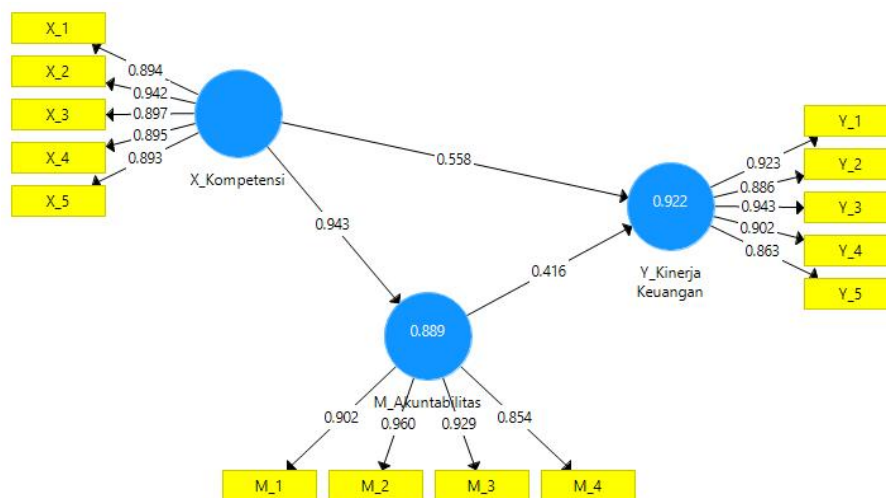 X_1
X_2
X_3
X_4
X_5
0.894
0.942
0.897
0.895
0.893
X_Kompetensi
0.558
0.943
0.416
0.922
Y_Kinerja
Keuangan
0.923
0.886
0.943
0.902
0.863
Y_1
Y_2
Y_3
Y_4
Y_5
0.889
M_Akuntabilitas
0.902
0.960
0.929
0.854
M_1
M_2
M_3
M_4